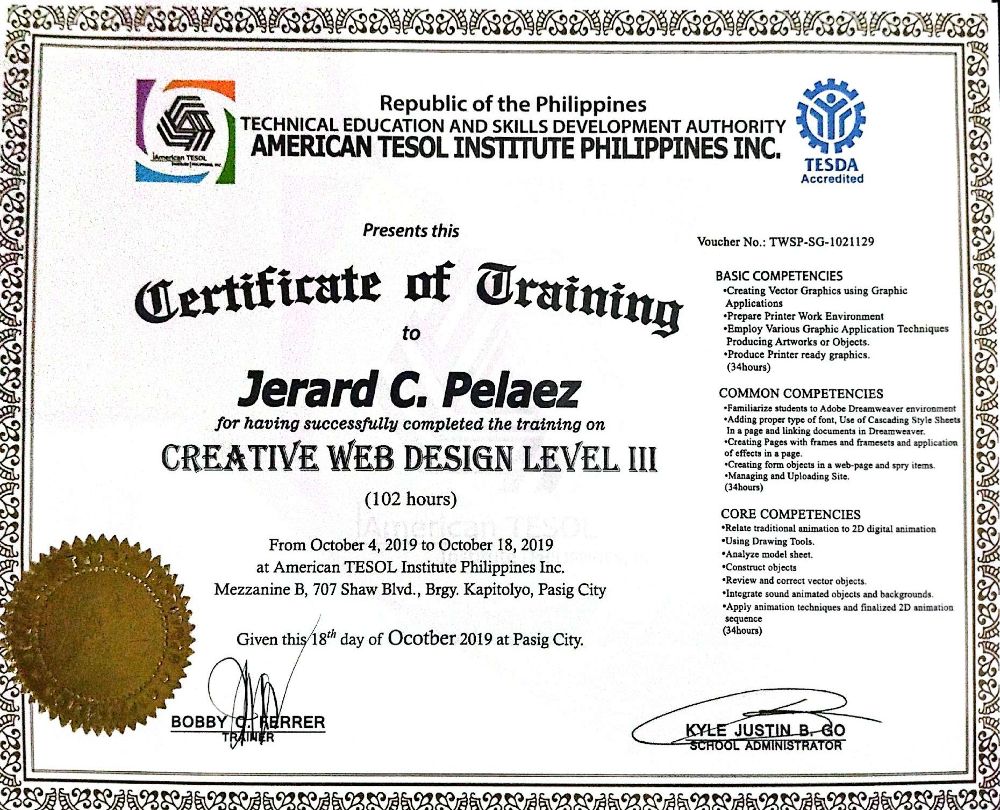 Republic of the Philippines
TECHNICAL EDUCATION AND SKILLS DEVELOPMENT AUTHORITY
AMERICAN TESOL INSTITUTE PHILIPPINES INC.
American TESOL
TESDA
Accredited
Presents this
Certificate of Training
to
Jerard C. Pelaez
for having successfully completed the training on
CREATIVE WEB DESIGN LEVEL III
(102 hours)
From October 4, 2019 to October 18, 2019
at American TESOL Institute Philippines Inc.
Mezzanine B, 707 Shaw Blvd., Brgy. Kapitolyo, Pasig City
Given this 18th day of Ocotber 2019 at Pasig City.
BOBBY C. FERRER
TRAINER
Voucher No.: TWSP-SG-1021129
BASIC COMPETENCIES
•Creating Vector Graphics using Graphic
Applications
•Prepare Printer Work Environment
•Employ Various Graphic Application Techniques
Producing Artworks or Objects.
•Produce Printer ready graphics.
(34hours)
COMMON COMPETENCIES
•Familiarize students to Adobe Dreamweaver environment
•Adding proper type of font, Use of Cascading Style Sheets
In a page and linking documents in Dreamweaver.
•Creating Pages with frames and framesets and application
of effects in a page.
•Creating form objects in a web-page and spry items.
•Managing and Uploading Site.
(34hours)
CORE COMPETENCIES
•Relate traditional animation to 2D digital animation
•Using Drawing Tools.
•Analyze model sheet.
•Construct objects
•Review and correct vector objects.
•Integrate sound animated objects and backgrounds.
•Apply animation techniques and finalized 2D animation
sequence
(34hours)
KYLE JUSTIN B. GO
SCHOOL ADMINISTRATOR